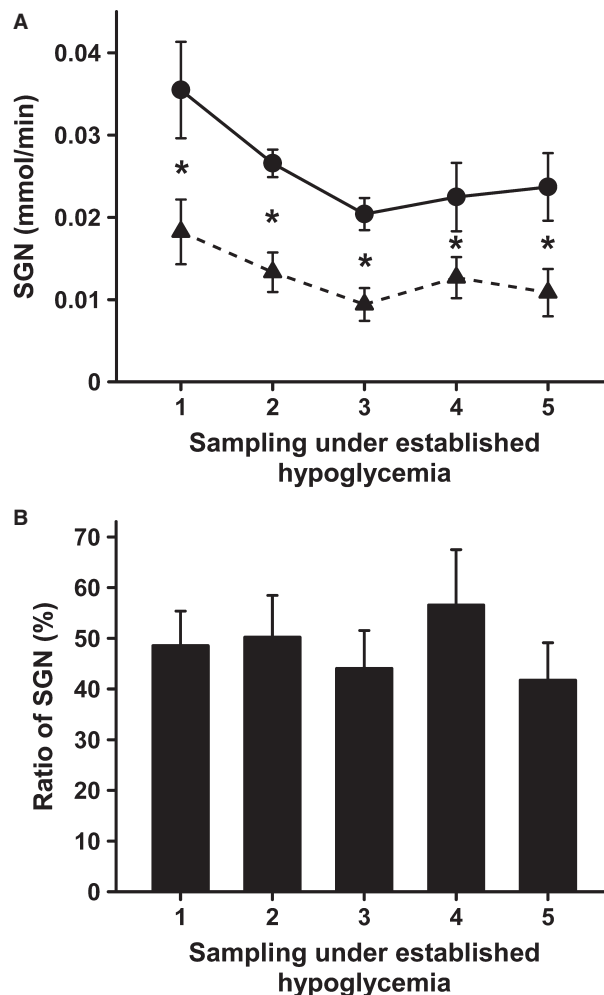 A
SGN (mmol/min)
0.04
0.03
0.02
0.01
0
* * * * *
1 2 3 4 5
Sampling under established
hypoglycemia
B
Ratio of SGN (%)
70
60
50
40
30
20
10
0
1 2 3 4 5
Sampling under established
hypoglycemia